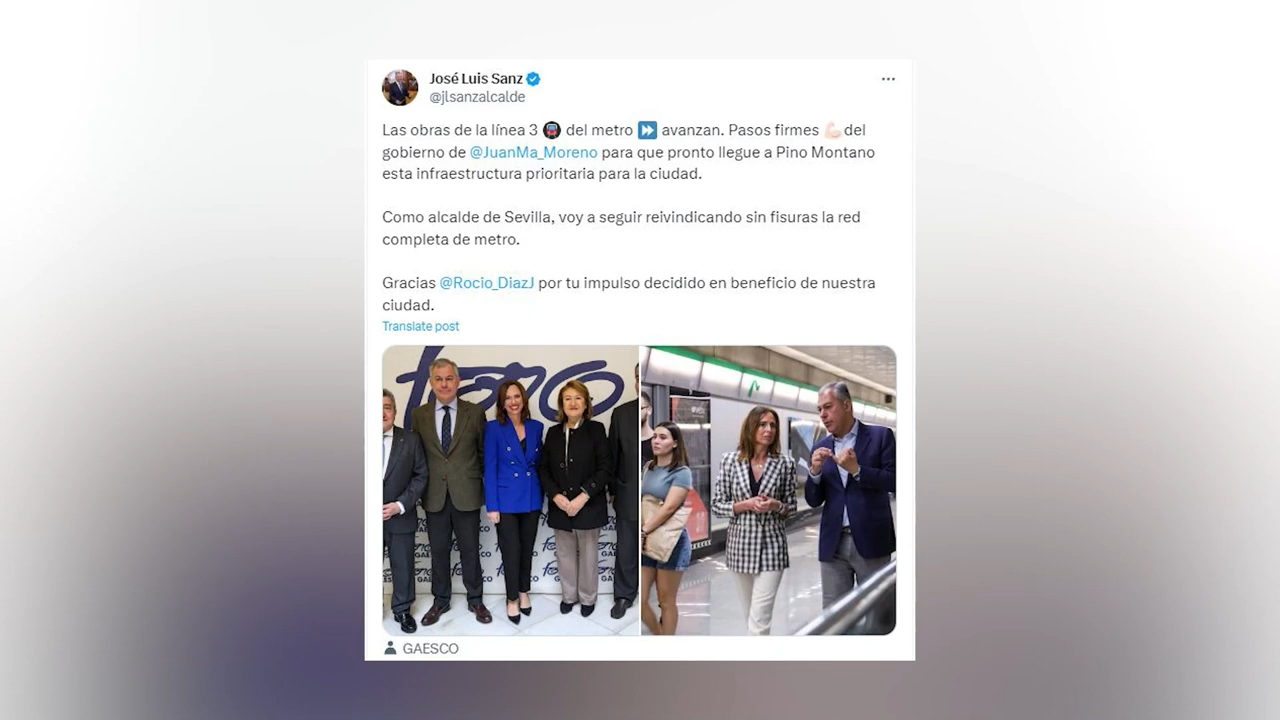 José Luis Sanz
@jlsanzalcalde
Las obras de la línea 3 🚇 del metro ⏩ avanzan. Pasos firmes 💪🏻 del
gobierno de @JuanMa_Moreno para que pronto llegue a Pino Montano
esta infraestructura prioritaria para la ciudad.
Como alcalde de Sevilla, voy a seguir reivindicando sin fisuras la red
completa de metro.
Gracias @Rocio_DiazJ por tu impulso decidido en beneficio de nuestra
ciudad.
Translate post
foro
GAESCO